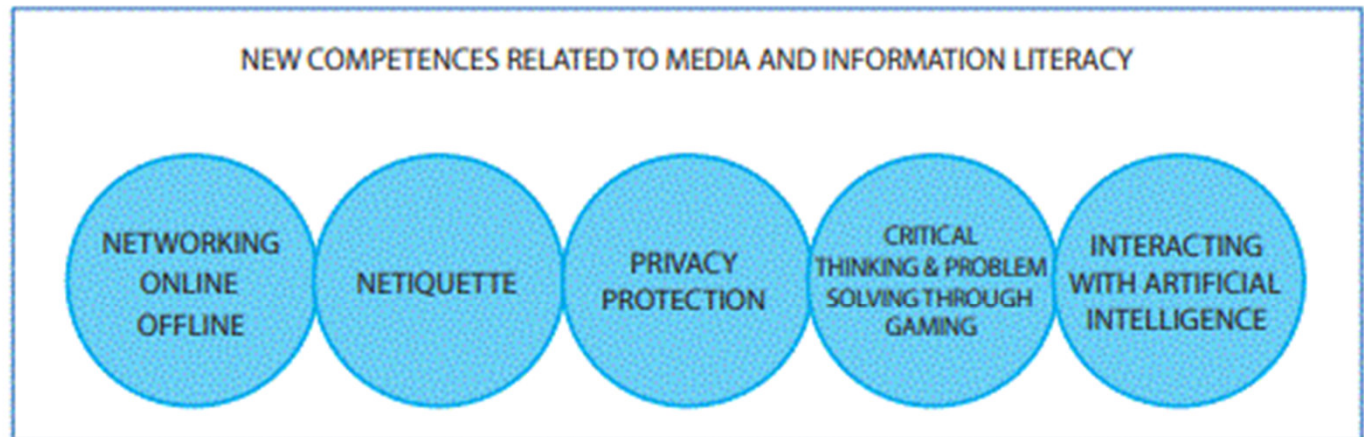 NEW COMPETENCES RELATED TO MEDIA AND INFORMATION LITERACY
NETWORKING
ONLINE
OFFLINE
NETIQUETTE
PRIVACY
PROTECTION
CRITICAL
THINKING & PROBLEM
SOLVING THROUGH
GAMING
INTERACTING
WITH ARTIFICIAL
INTELLIGENCE